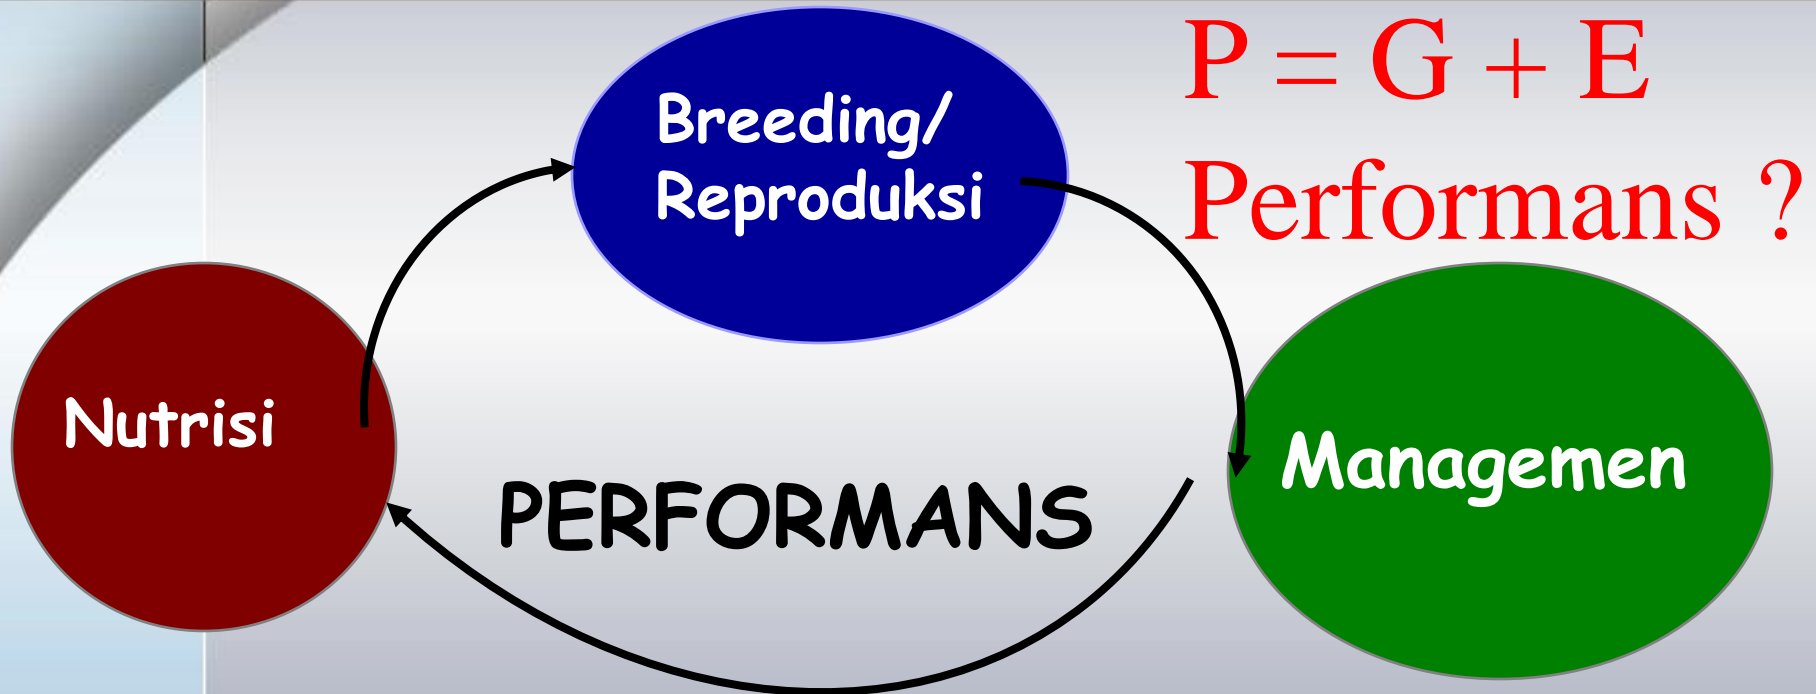 P = G + E
Performans ?
Breeding/
Reproduksi
Nutrisi
Managemen
PERFORMANS